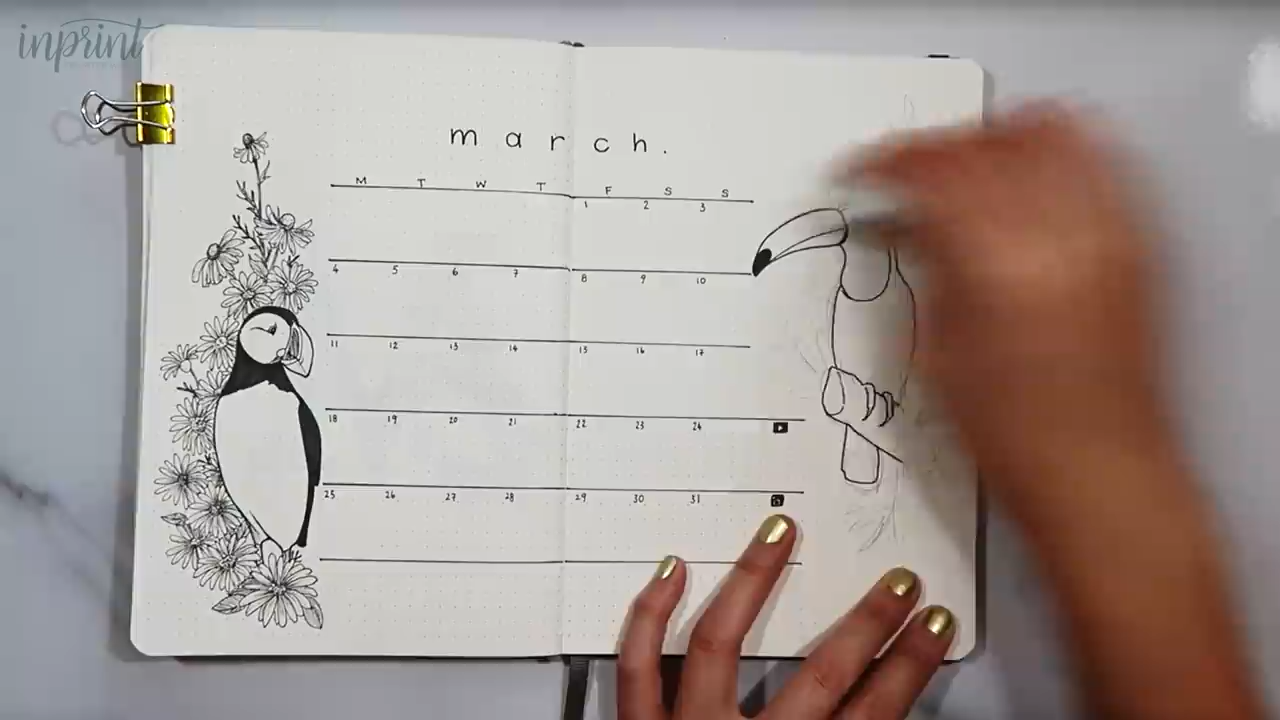 inprint
march.
M T W T F S S
1 2 3
4 5 6 7 8 9 10
11 12 13 14 15 16 17
18 19 20 21 22 23 24
25 26 27 28 29 30 31